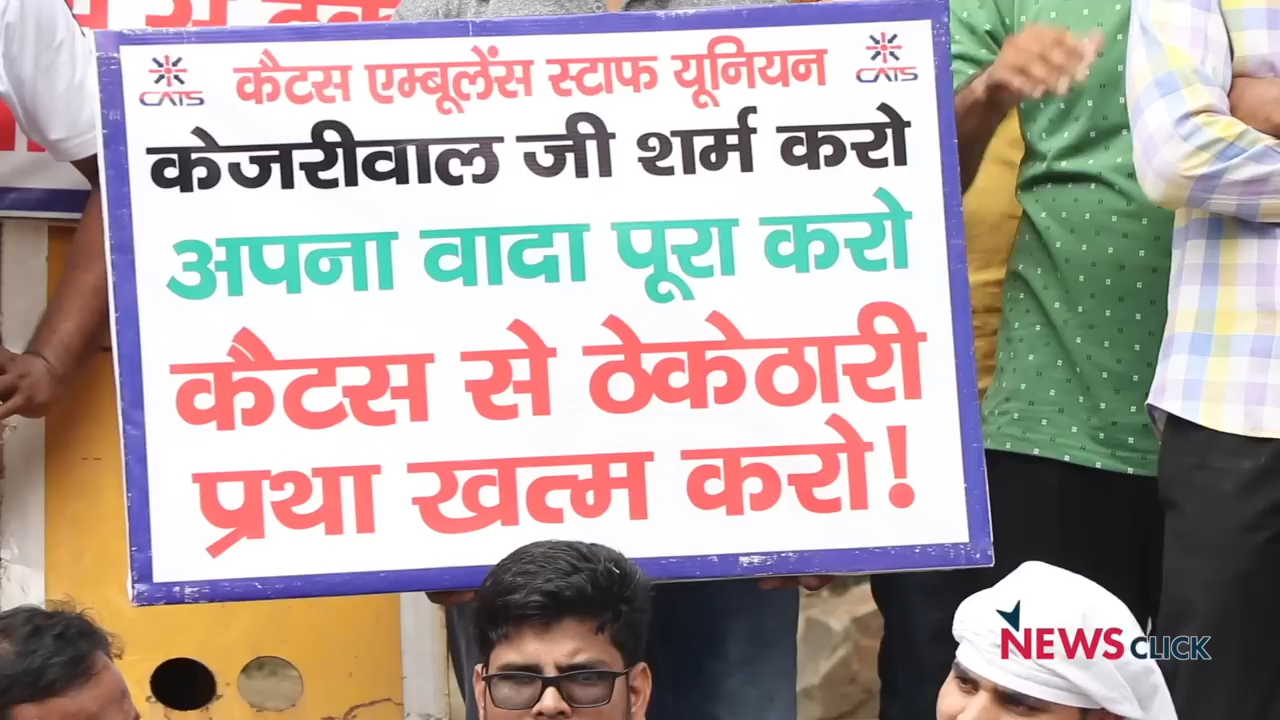 कैटस एम्बूलेंस स्टाफ यूनियन
CATS
CATS
केजरीवाल जी शर्म करो
अपना वादा पूरा करो
कैटस से ठेकेठारी
प्रथा खत्म करो!
NEWSCLICK